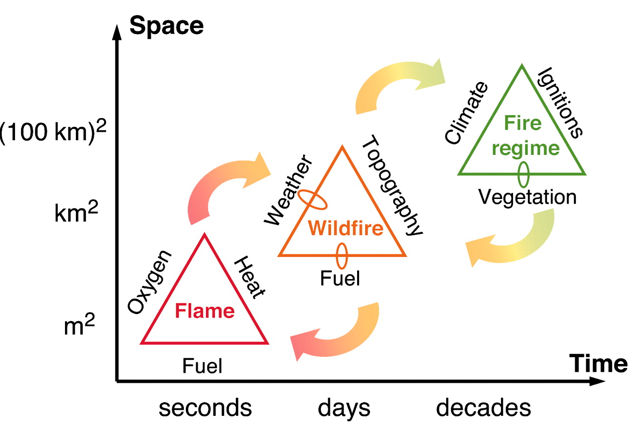 Space
(100 km)²
km²
m²
Oxygen
Heat
Flame
Fuel
Weather
Topography
Wildfire
Fuel
Climate
Ignitions
Fire
regime
Vegetation
Time
seconds
days
decades